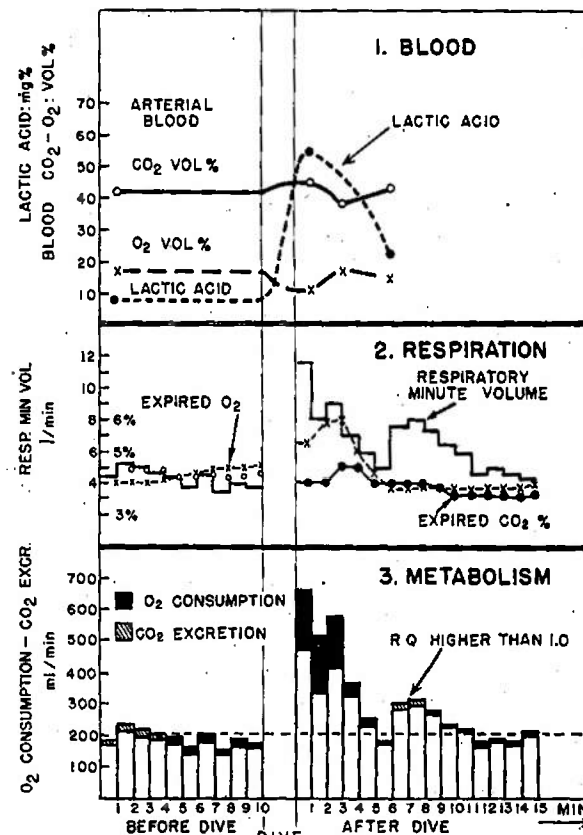 1. BLOOD
LACTIC ACID: mg%
BLOOD CO2 - O2: VOL%
70
60
50
40
30
20
10
ARTERIAL
BLOOD
CO2 VOL%
O2 VOL %
LACTIC ACID
LACTIC ACID
2. RESPIRATION
RESP. MIN VOL
l/min
12
10
8
6
4
2
6%
5%
3%
EXPIRED O2
RESPIRATORY
MINUTE VOLUME
EXPIRED CO2 %
3. METABOLISM
O2 CONSUMPTION - CO2 EXCR.
ml/min
700
600
500
400
300
200
100
O2 CONSUMPTION
CO2 EXCRETION
RQ HIGHER THAN 1.0
1 2 3 4 5 6 7 8 9 10
1 2 3 4 5 6 7 8 9 10 11 12 13 14 15 MIN
BEFORE DIVE
DIVE
AFTER DIVE